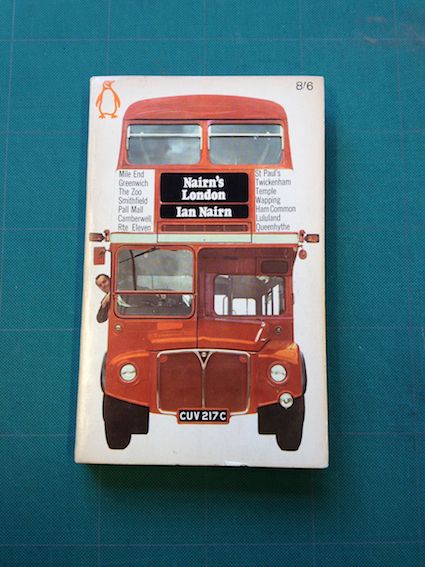 8/6
Mile End
Greenwich
The Zoo
Smithfield
Pall Mall
Camberwell
Rte Eleven
Nairn's
London
Ian Nairn
St Paul's
Twickenham
Temple
Wapping
Ham Common
Lululand
Queenhythe
CUV 217C